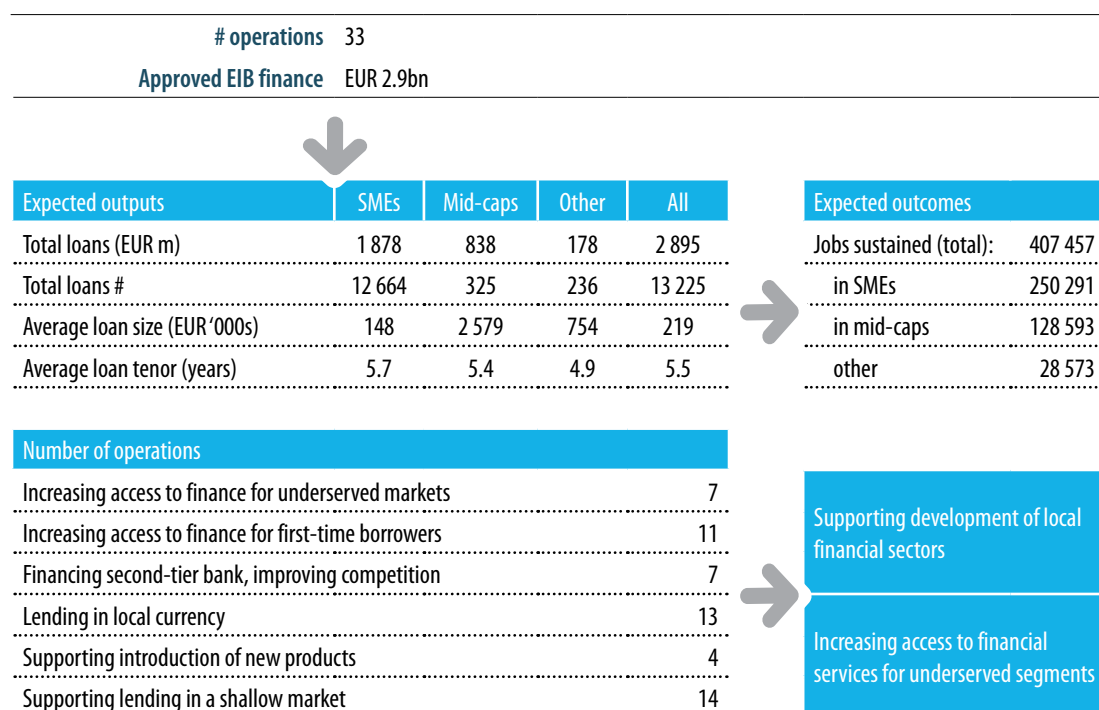 # operations 33
Approved EIB finance EUR 2.9bn
Expected outputs SMEs Mid-caps Other All
Total loans (EUR m) 1 878 838 178 2 895
Total loans # 12 664 325 236 13 225
Average loan size (EUR ‘000s) 148 2 579 754 219
Average loan tenor (years) 5.7 5.4 4.9 5.5
Expected outcomes
Jobs sustained (total): 407 457
in SMEs 250 291
in mid-caps 128 593
other 28 573
Number of operations
Increasing access to finance for underserved markets 7
Increasing access to finance for first-time borrowers 11
Financing second-tier bank, improving competition 7
Lending in local currency 13
Supporting introduction of new products 4
Supporting lending in a shallow market 14
Supporting development of local
financial sectors
Increasing access to financial
services for underserved segments